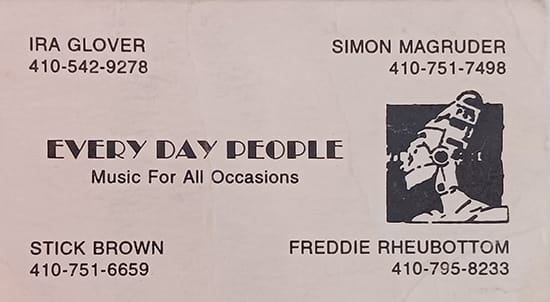 IRA GLOVER
410-542-9278
SIMON MAGRUDER
410-751-7498
EVERY DAY PEOPLE
Music For All Occasions
STICK BROWN
410-751-6659
FREDDIE RHEUBOTTOM
410-795-8233